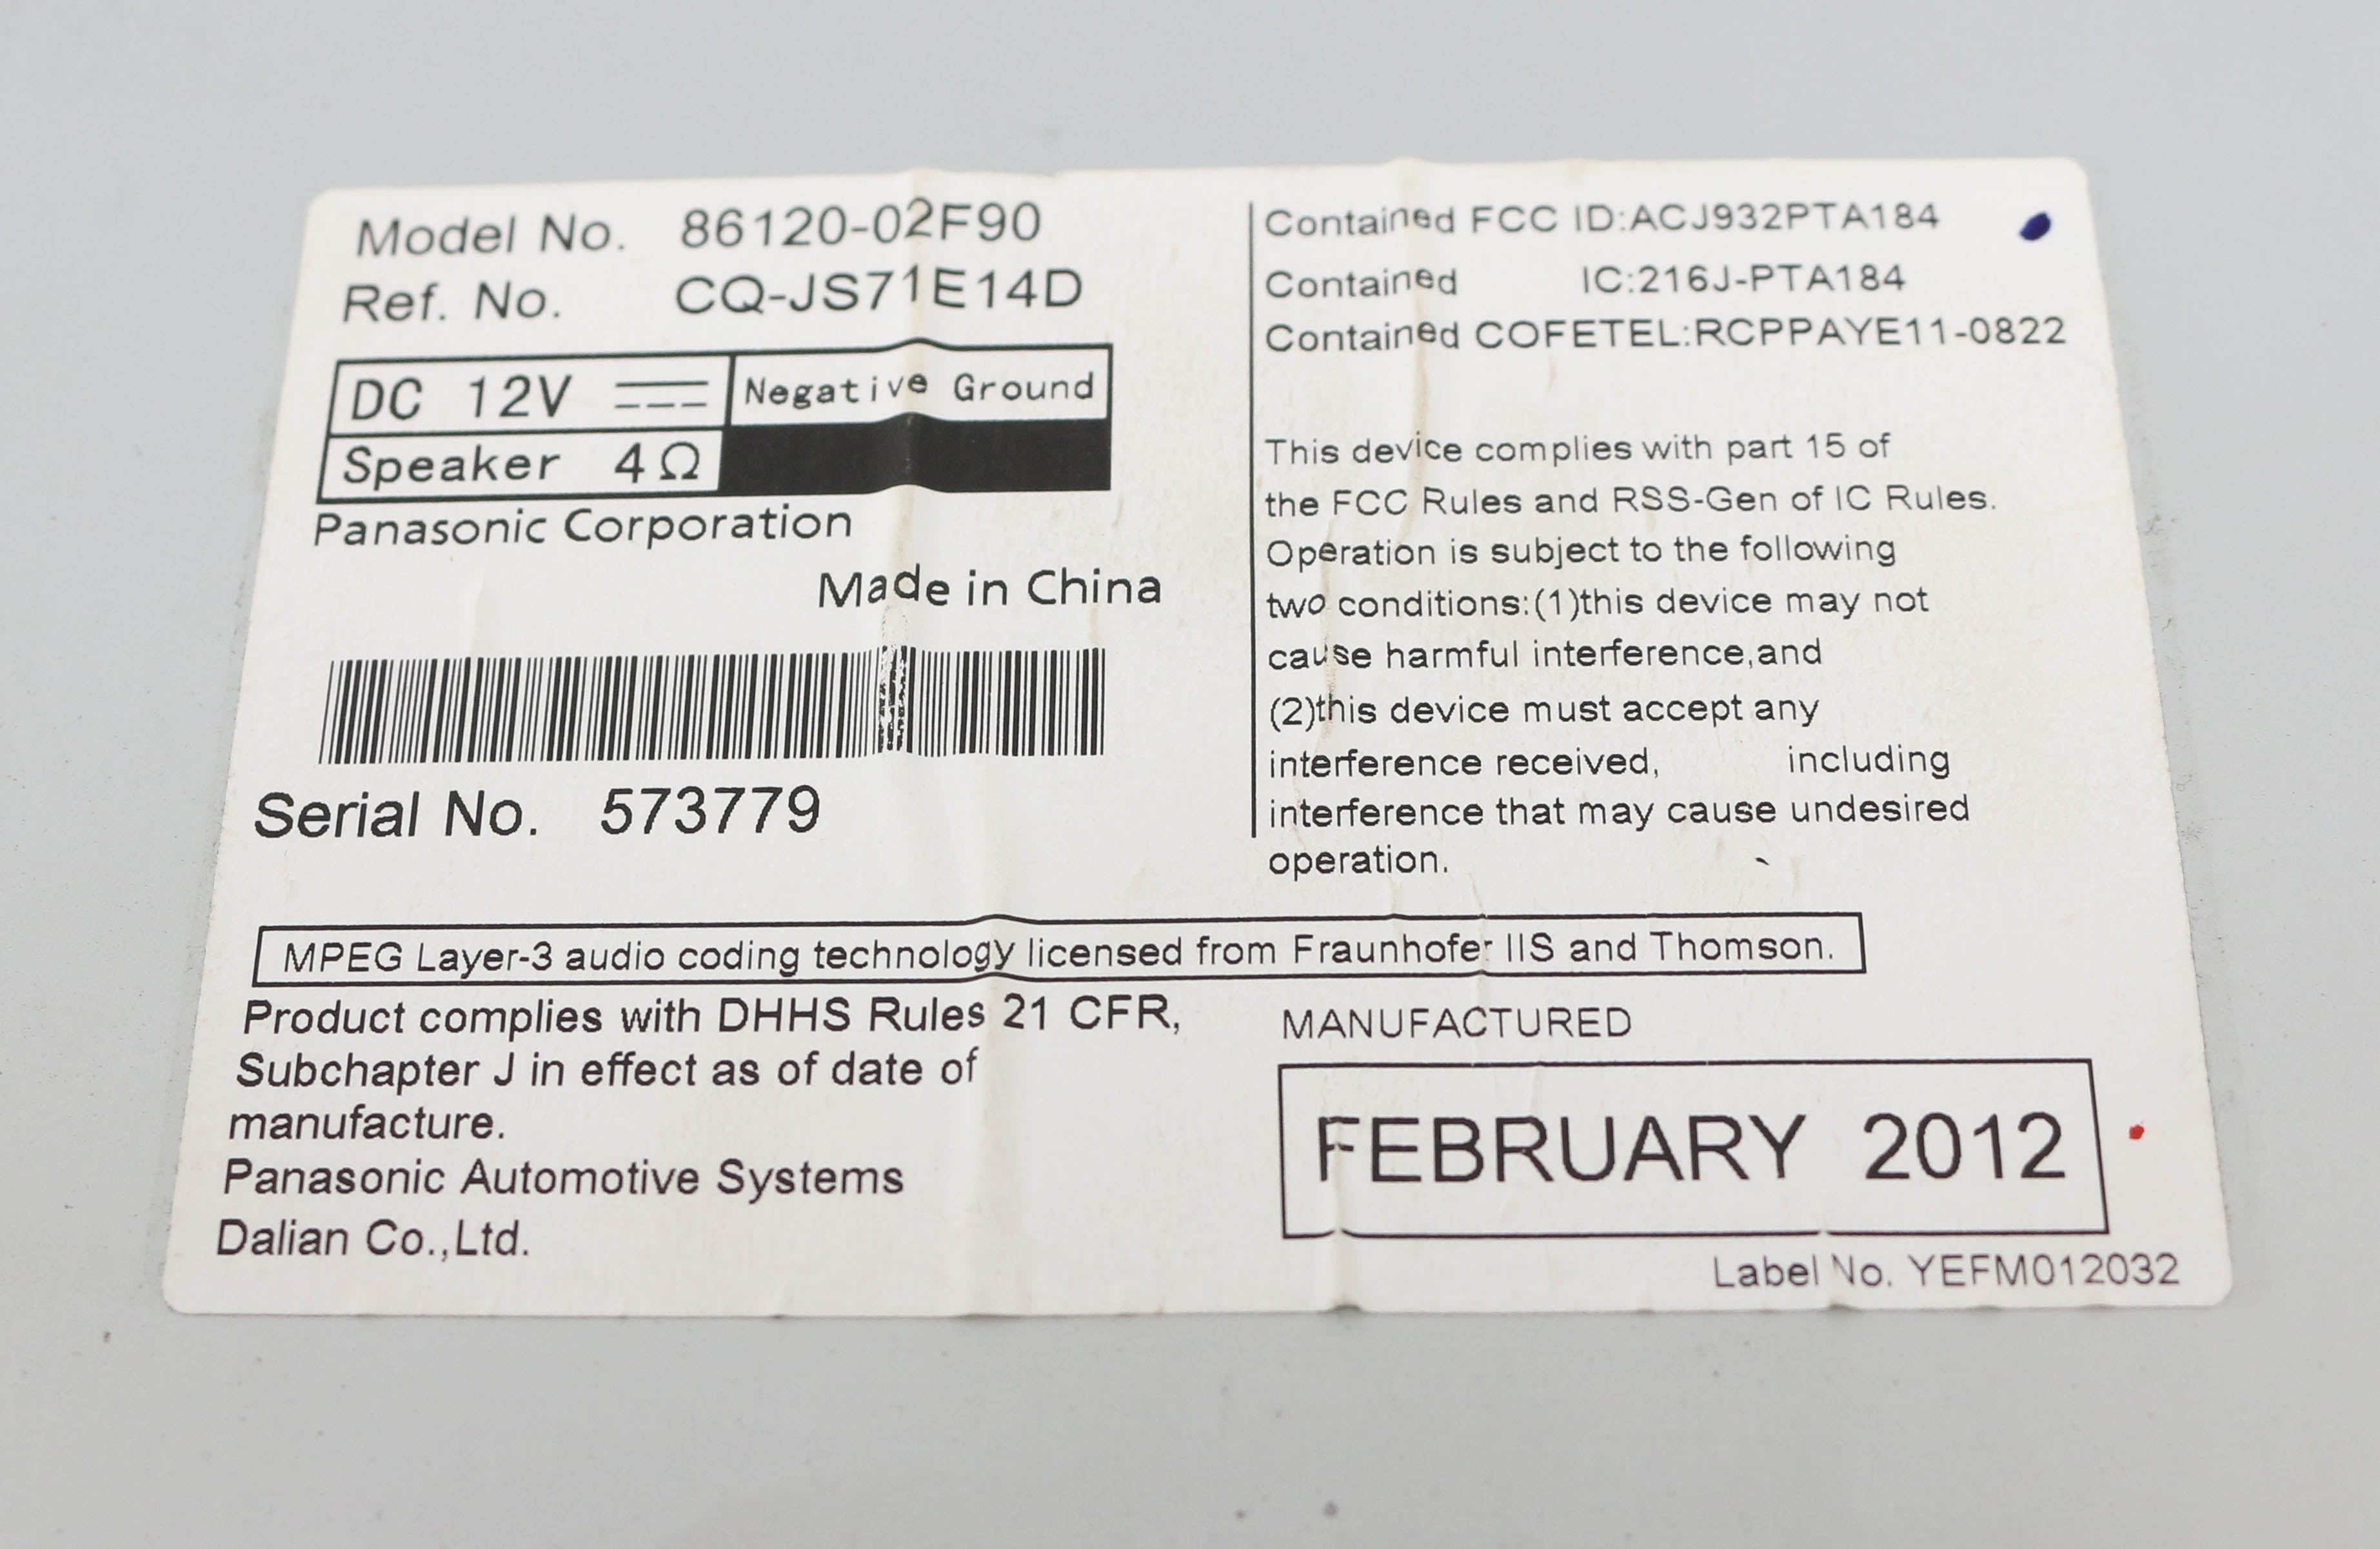 Model No. 86120-02F90
Ref. No. CQ-JS71E14D
DC 12V Negative Ground
Speaker 4Ω
Panasonic Corporation
Made in China
Serial No. 573779
Contained FCC ID:ACJ932PTA184
Contained IC:216J-PTA184
Contained COFETEL:RCPPAYE11-0822
This device complies with part 15 of
the FCC Rules and RSS-Gen of IC Rules.
Operation is subject to the following
two conditions:(1)this device may not
cause harmful interference,and
(2)this device must accept any
interference received, including
interference that may cause undesired
operation.
MPEG Layer-3 audio coding technology licensed from Fraunhofer IIS and Thomson.
Product complies with DHHS Rules 21 CFR,
Subchapter J in effect as of date of
manufacture.
Panasonic Automotive Systems
Dalian Co.,Ltd.
MANUFACTURED
FEBRUARY 2012
Label No. YEFM012032